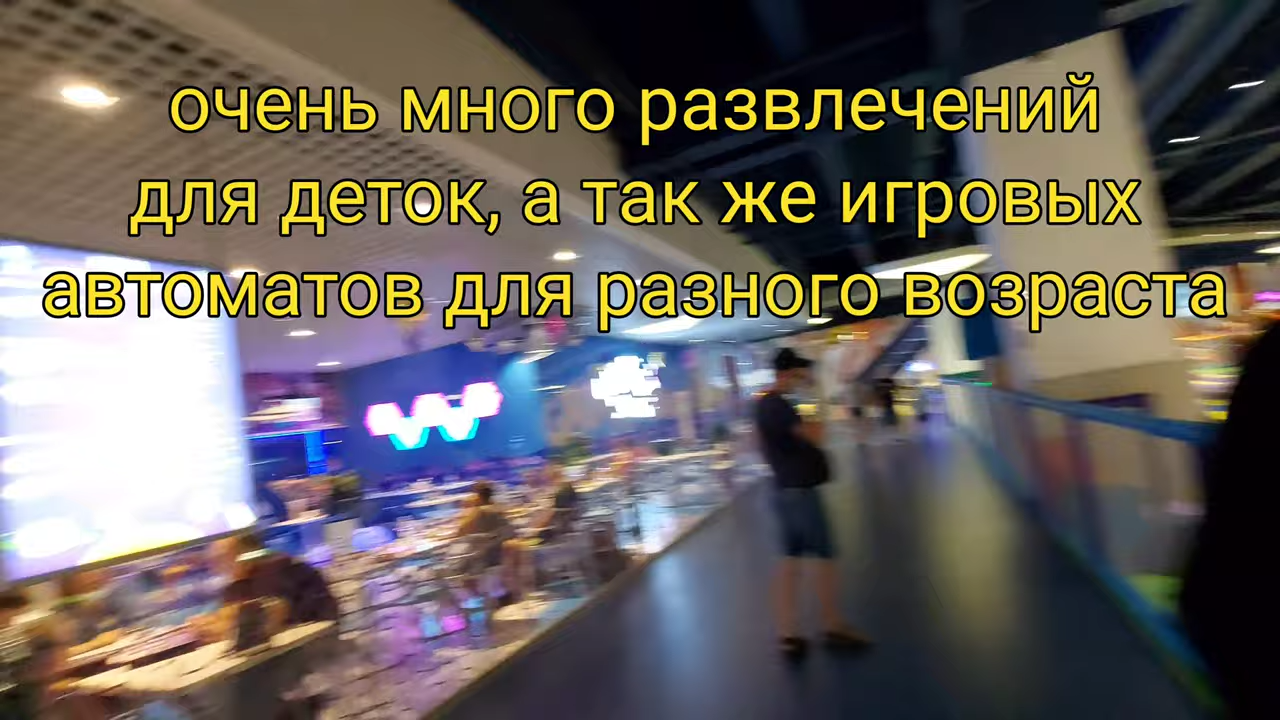 очень много развлечений
для деток, а так же игровых
автоматов для разного возраста